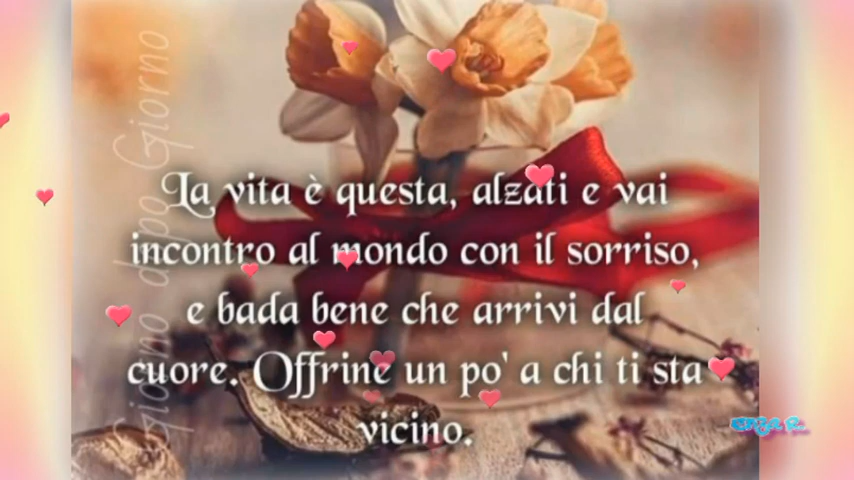 La vita è questa, alzati e vai
incontro al mondo con il sorriso,
e bada bene che arrivi dal
cuore. Offrine un po' a chi ti sta
vicino.
Giorno dopo Giorno